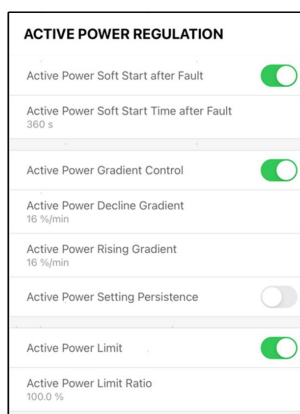 ACTIVE POWER REGULATION
Active Power Soft Start after Fault
Active Power Soft Start Time after Fault
360 s
Active Power Gradient Control
Active Power Decline Gradient
16 %/min
Active Power Rising Gradient
16 %/min
Active Power Setting Persistence
Active Power Limit
Active Power Limit Ratio
100.0 %